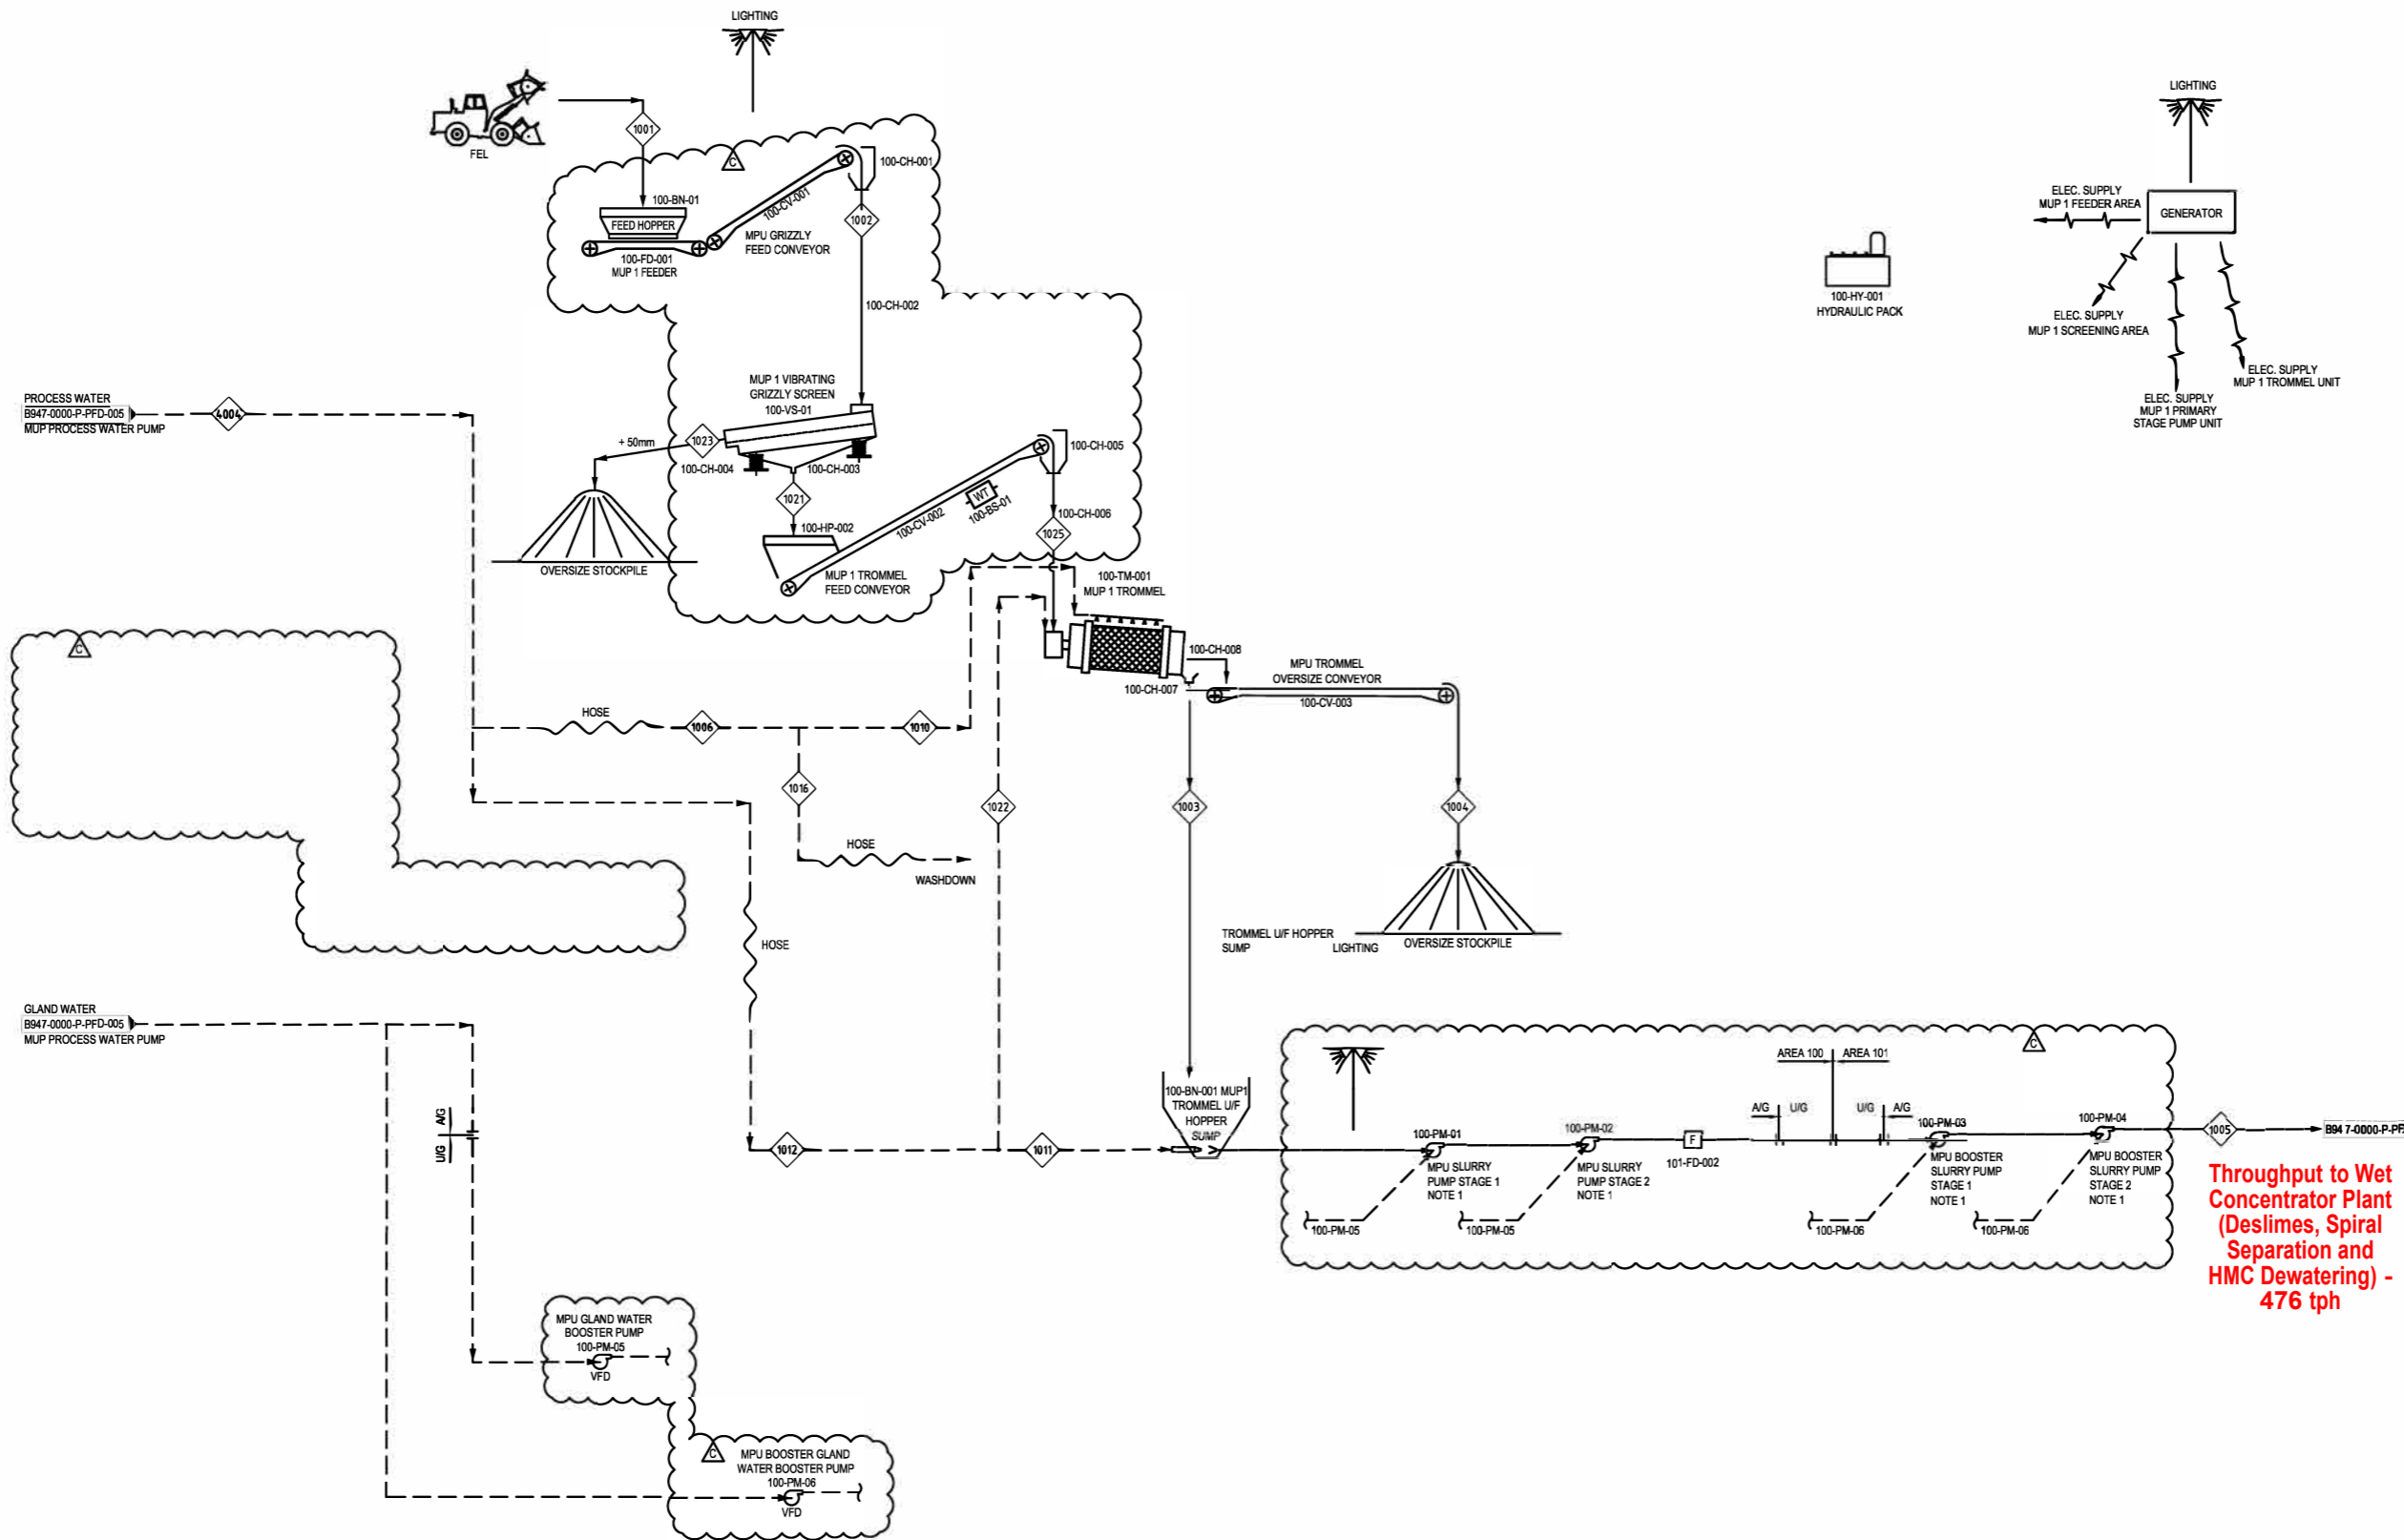 LIGHTING
FEL
1001
C
100-CH-001
100-CV-001
100-BN-01
FEED HOPPER
1002
MPU GRIZZLY
FEED CONVEYOR
100-FD-001
MUP 1 FEEDER
100-CH-002
LIGHTING
ELEC. SUPPLY
MUP 1 FEEDER AREA
GENERATOR
100-HY-001
HYDRAULIC PACK
ELEC. SUPPLY
MUP 1 SCREENING AREA
ELEC. SUPPLY
MUP 1 TROMMEL UNIT
ELEC. SUPPLY
MUP 1 PRIMARY
STAGE PUMP UNIT
PROCESS WATER
B947-0000-P-PFD-005
MUP PROCESS WATER PUMP
4004
MUP 1 VIBRATING
GRIZZLY SCREEN
100-VS-01
+ 50mm
1023
100-CH-004
100-CH-003
1021
100-HP-002
OVERSIZE STOCKPILE
100-CH-005
WT
100-BS-01
100-CV-002
100-CH-006
1025
MUP 1 TROMMEL
FEED CONVEYOR
100-TM-001
MUP 1 TROMMEL
100-CH-008
100-CH-007
MPU TROMMEL
OVERSIZE CONVEYOR
100-CV-003
C
HOSE
1006
1010
1016
1022
1003
1004
HOSE
WASHDOWN
HOSE
TROMMEL U/F HOPPER
SUMP
LIGHTING
OVERSIZE STOCKPILE
GLAND WATER
B947-0000-P-PFD-005
MUP PROCESS WATER PUMP
U/G A/G
1012
1011
100-BN-001 MUP1
TROMMEL U/F
HOPPER
SUMP
C
AREA 100
AREA 101
A/G
U/G
U/G
A/G
100-PM-01
MPU SLURRY
PUMP STAGE 1
NOTE 1
100-PM-05
100-PM-02
MPU SLURRY
PUMP STAGE 2
NOTE 1
100-PM-05
F
101-FD-002
100-PM-03
MPU BOOSTER
SLURRY PUMP
STAGE 1
NOTE 1
100-PM-06
100-PM-04
MPU BOOSTER
SLURRY PUMP
STAGE 2
NOTE 1
100-PM-06
1005
B947-0000-P-PF
Throughput to Wet
Concentrator Plant
(Deslimes, Spiral
Separation and
HMC Dewatering) -
476 tph
MPU GLAND WATER
BOOSTER PUMP
100-PM-05
VFD
C
MPU BOOSTER GLAND
WATER BOOSTER PUMP
100-PM-06
VFD